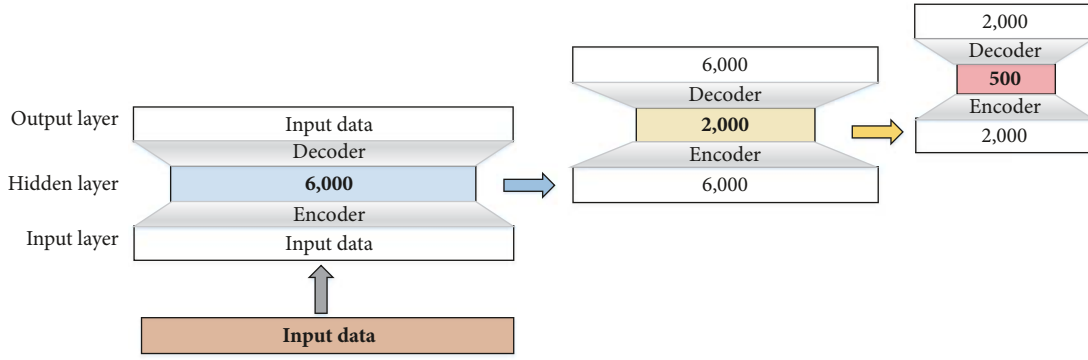 Output layer
Input data
Decoder
Hidden layer
6,000
Encoder
Input layer
Input data
Input data
6,000
Decoder
2,000
Encoder
6,000
2,000
Decoder
500
Encoder
2,000